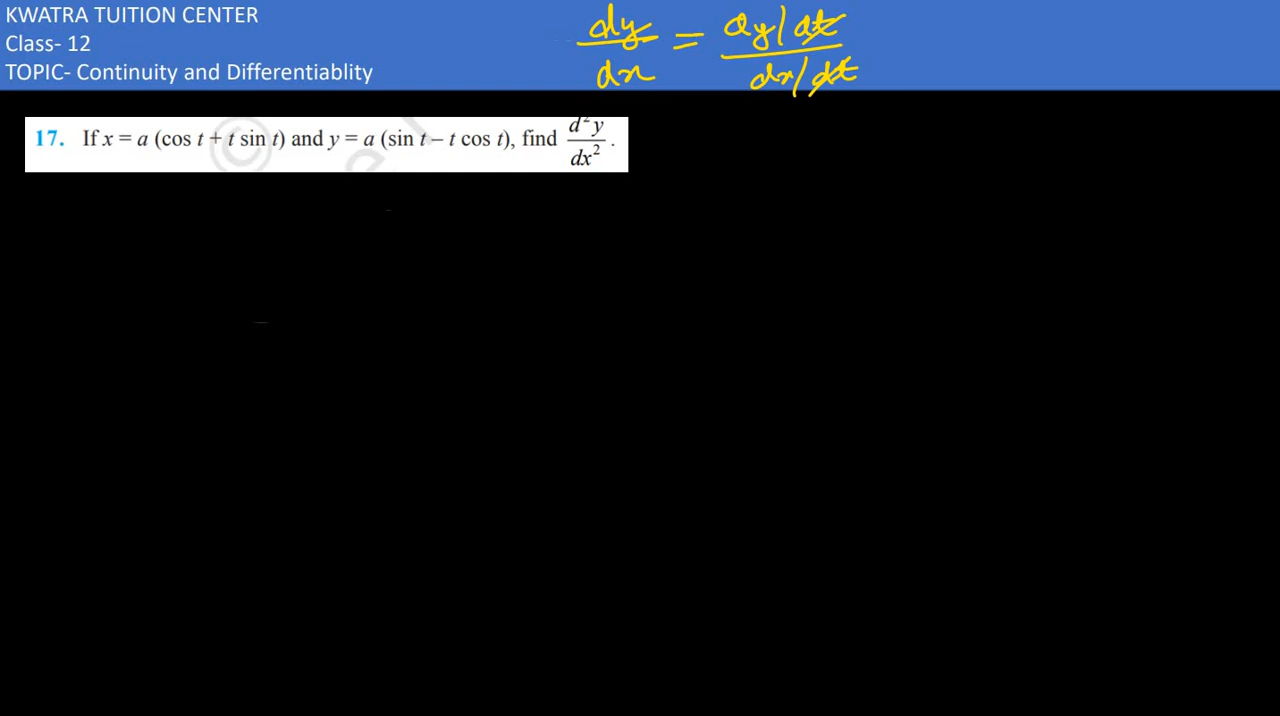 KWATRA TUITION CENTER
Class- 12
TOPIC- Continuity and Differentiablity
dy/dx = dy/dt / dx/dt
17. If x = a (cos t + t sin t) and y = a (sin t – t cos t), find d²y/dx² .